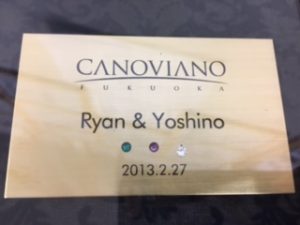 CANOVIANO
FUKUOKA
Ryan & Yoshino
2013.2.27